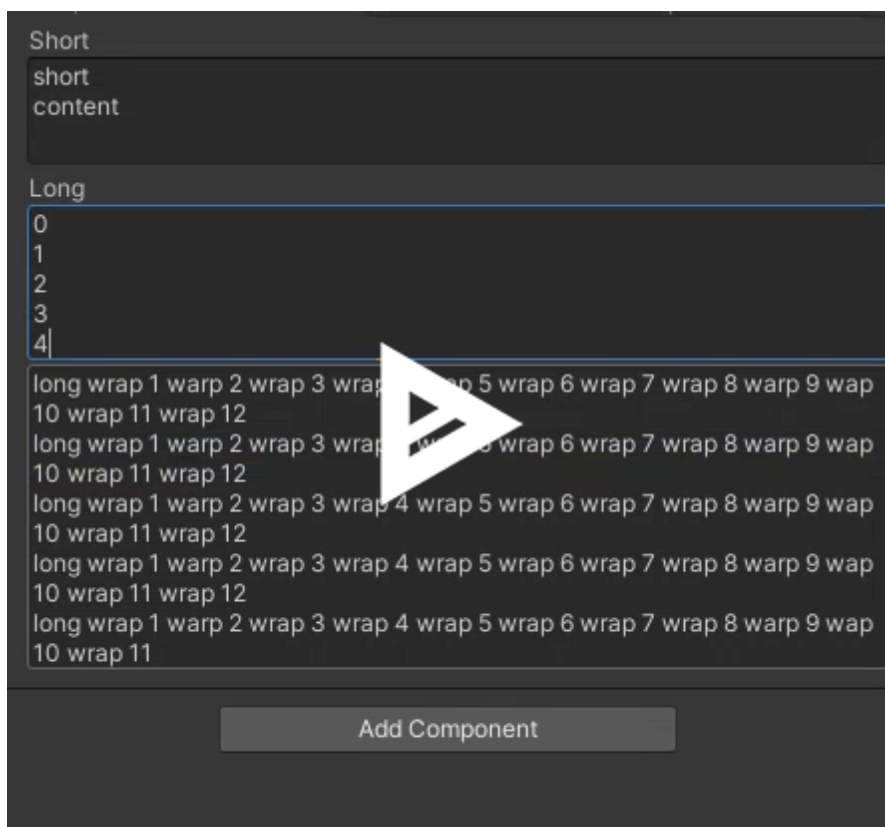 Short
short
content
Long
0
1
2
3
4
long wrap 1 warp 2 wrap 3 wrap 5 wrap 6 wrap 7 wrap 8 warp 9 wap
10 wrap 11 wrap 12
long wrap 1 warp 2 wrap 3 wrap wrap 6 wrap 7 wrap 8 warp 9 wap
10 wrap 11 wrap 12
long wrap 1 warp 2 wrap 3 wrap 4 wrap 5 wrap 6 wrap 7 wrap 8 warp 9 wap
10 wrap 11 wrap 12
long wrap 1 warp 2 wrap 3 wrap 4 wrap 5 wrap 6 wrap 7 wrap 8 warp 9 wap
10 wrap 11 wrap 12
long wrap 1 warp 2 wrap 3 wrap 4 wrap 5 wrap 6 wrap 7 wrap 8 warp 9 wap
10 wrap 11
Add Component